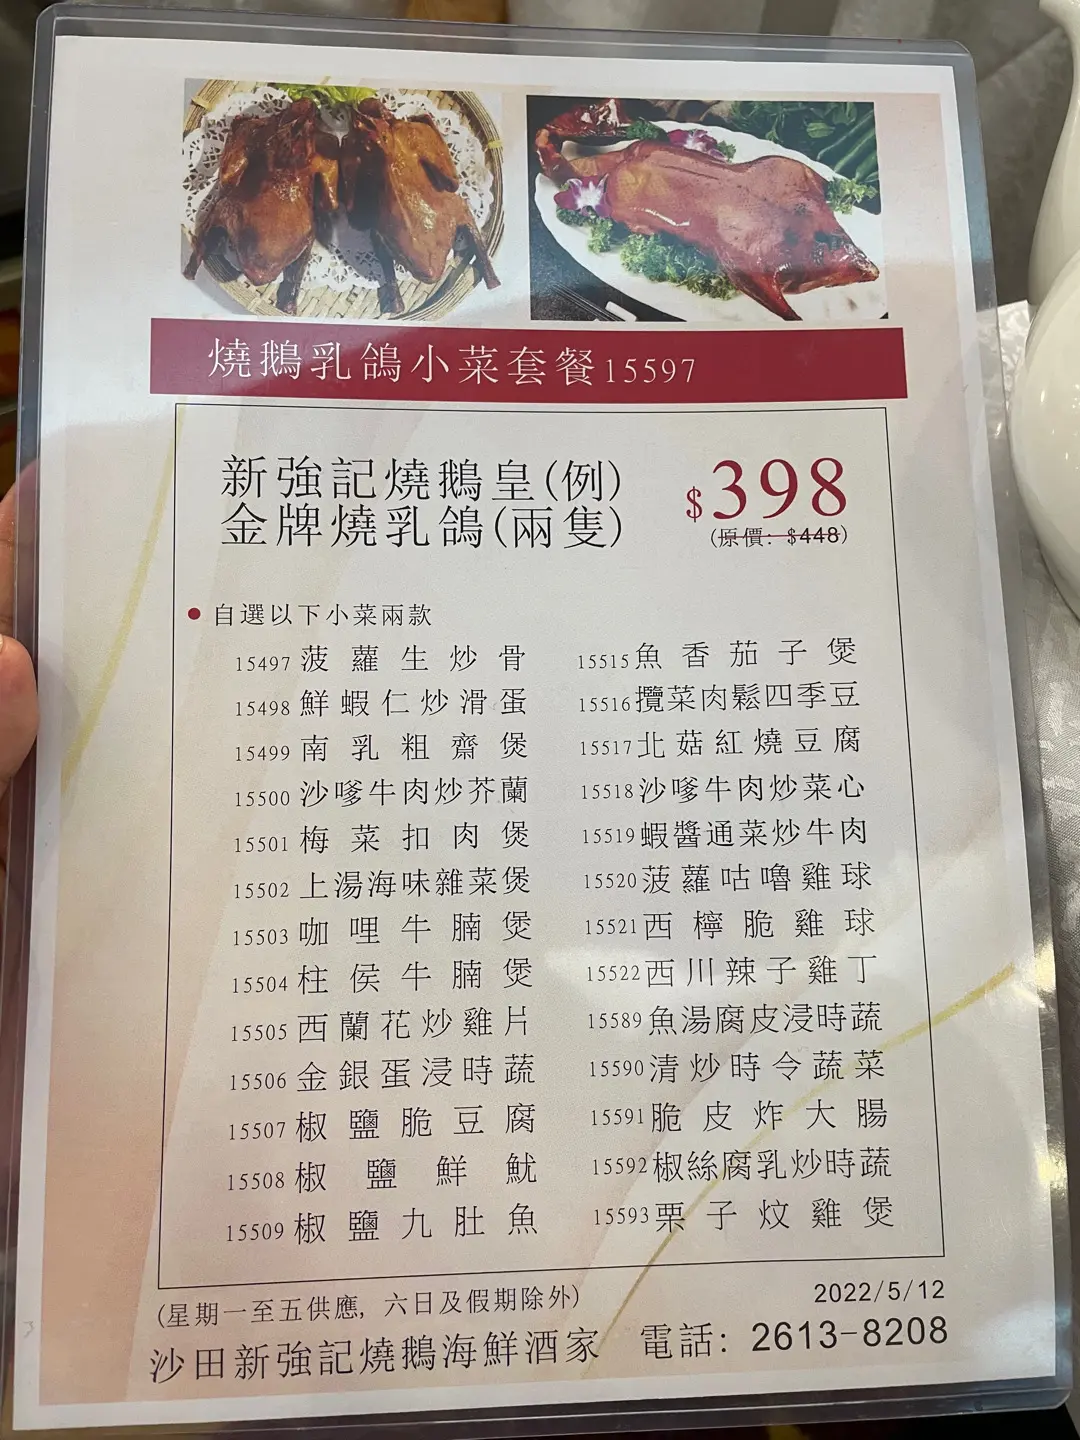 燒鵝乳鴿小菜套餐15597
新強記燒鵝皇(例)
金牌燒乳鴿(兩隻)
$398
(原價: $448)
● 自選以下小菜兩款
15497 菠蘿生炒骨
15498 鮮蝦仁炒滑蛋
15499 南乳粗齋煲
15500 沙嗲牛肉炒芥蘭
15501 梅菜扣肉煲
15502 上湯海味雜菜煲
15503 咖哩牛腩煲
15504 柱侯牛腩煲
15505 西蘭花炒雞片
15506 金銀蛋浸時蔬
15507 椒鹽脆豆腐
15508 椒鹽鮮魷
15509 椒鹽九肚魚
15515 魚香茄子煲
15516 攬菜肉鬆四季豆
15517 北菇紅燒豆腐
15518 沙嗲牛肉炒菜心
15519 蝦醬通菜炒牛肉
15520 菠蘿咕嚕雞球
15521 西檸脆雞球
15522 西川辣子雞丁
15589 魚湯腐皮浸時蔬
15590 清炒時令蔬菜
15591 脆皮炸大腸
15592 椒絲腐乳炒時蔬
15593 栗子炆雞煲
(星期一至五供應, 六日及假期除外)
2022/5/12
沙田新強記燒鵝海鮮酒家 電話: 2613-8208